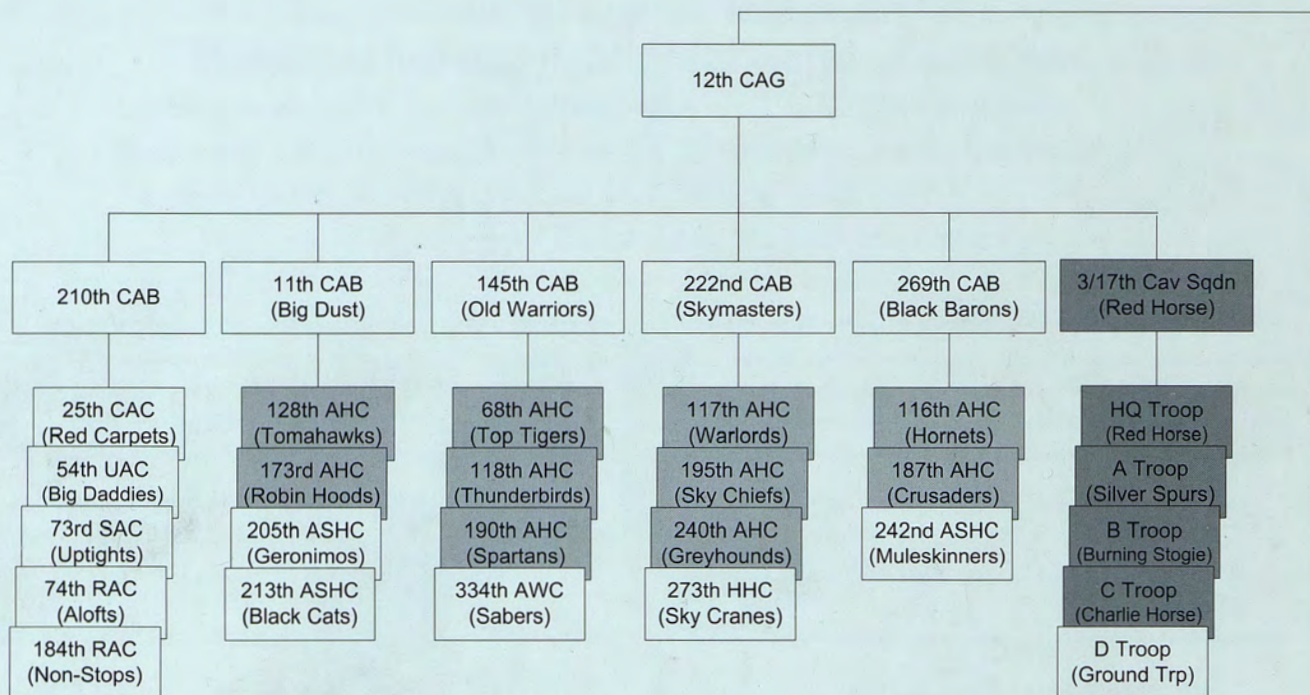 12th CAG
210th CAB
11th CAB
(Big Dust)
145th CAB
(Old Warriors)
222nd CAB
(Skymasters)
269th CAB
(Black Barons)
3/17th Cav Sqdn
(Red Horse)
25th CAC
(Red Carpets)
54th UAC
(Big Daddies)
73rd SAC
(Uptights)
74th RAC
(Alofts)
184th RAC
(Non-Stops)
128th AHC
(Tomahawks)
173rd AHC
(Robin Hoods)
205th ASHC
(Geronimos)
213th ASHC
(Black Cats)
68th AHC
(Top Tigers)
118th AHC
(Thunderbirds)
190th AHC
(Spartans)
334th AWC
(Sabers)
117th AHC
(Warlords)
195th AHC
(Sky Chiefs)
240th AHC
(Greyhounds)
273th HHC
(Sky Cranes)
116th AHC
(Hornets)
187th AHC
(Crusaders)
242nd ASHC
(Muleskinners)
HQ Troop
(Red Horse)
A Troop
(Silver Spurs)
B Troop
(Burning Stogie)
C Troop
(Charlie Horse)
D Troop
(Ground Trp)